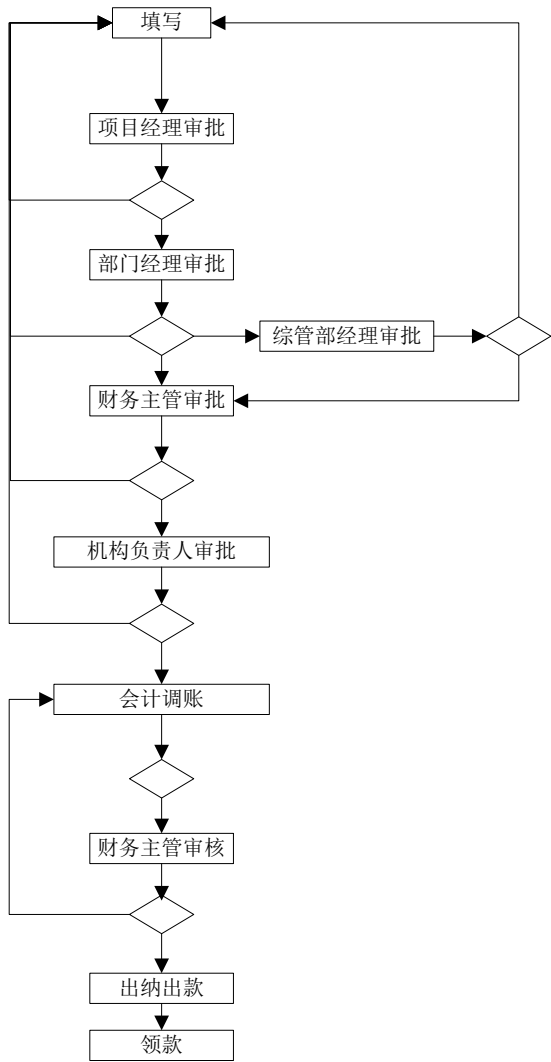 填写
项目经理审批
部门经理审批
综管部经理审批
财务主管审批
机构负责人审批
会计调账
财务主管审核
出纳出款
领款